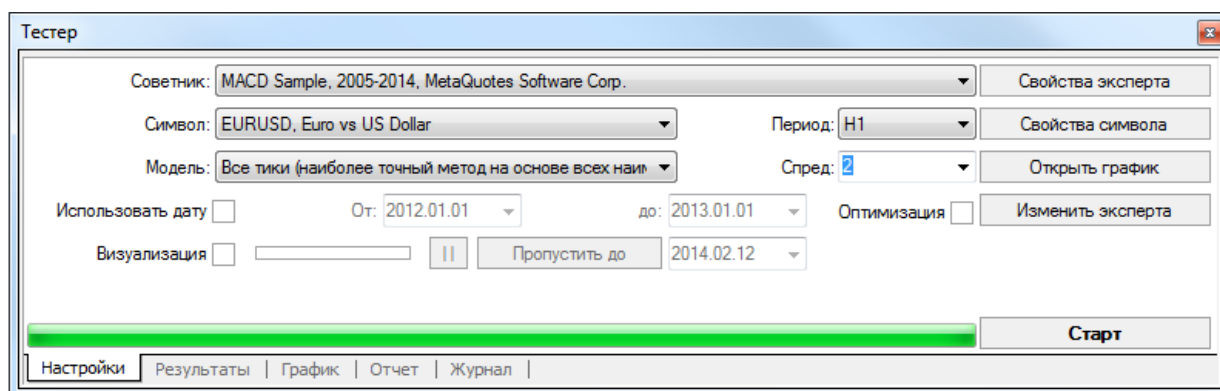 Тестер
Советник: MACD Sample, 2005-2014, MetaQuotes Software Corp. Свойства эксперта
Символ: EURUSD, Euro vs US Dollar Период: H1 Свойства символа
Модель: Все тики (наиболее точный метод на основе всех наим Спред: 2 Открыть график
Использовать дату От: 2012.01.01 до: 2013.01.01 Оптимизация Изменить эксперта
Визуализация Пропустить до 2014.02.12
Старт
Настройки | Результаты | График | Отчет | Журнал |